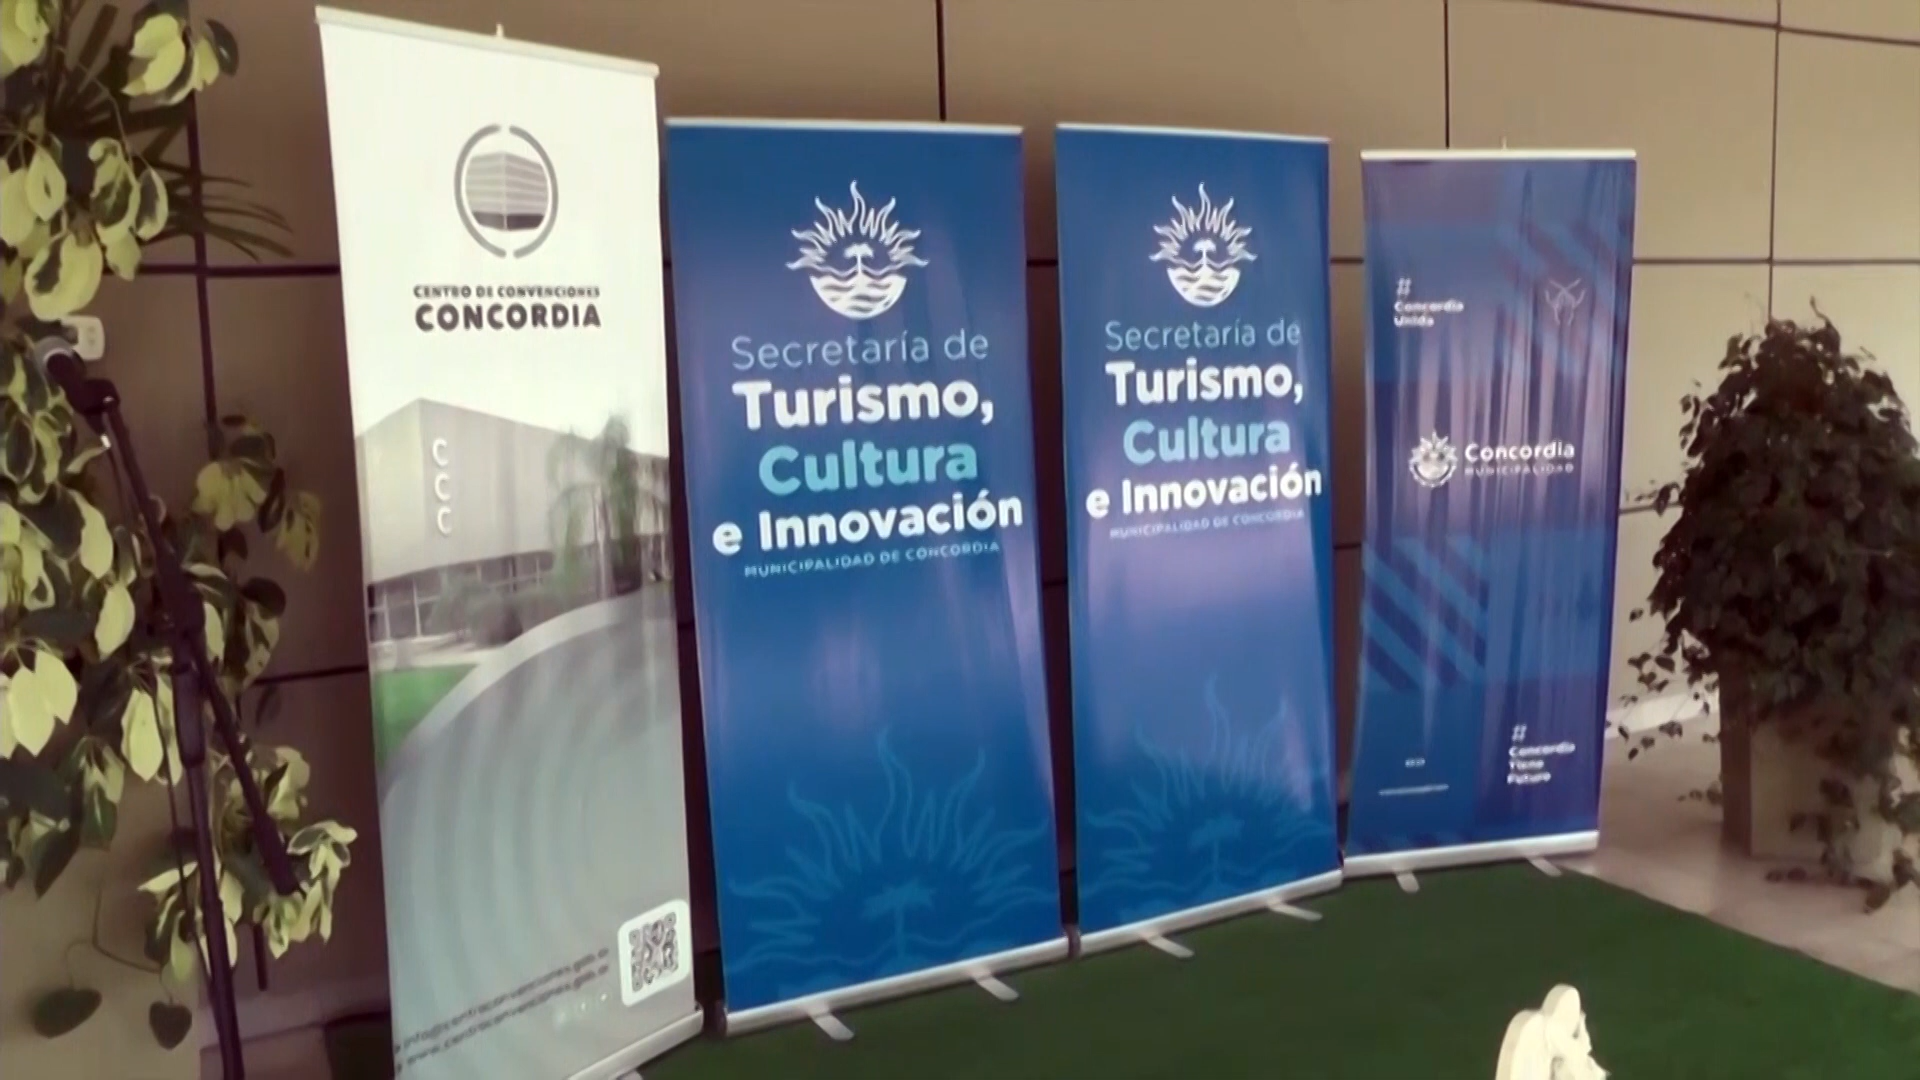 CENTRO DE CONVENCIONES
CONCORDIA
C
C
C
Secretaría de
Turismo,
Cultura
e Innovación
MUNICIPALIDAD DE CONCORDIA
Secretaría de
Turismo,
Cultura
e Innovación
MUNICIPALIDAD DE CONCORDIA
#
Concordia
Unida
Concordia
MUNICIPALIDAD
#
Concordia
Tiene
Futuro